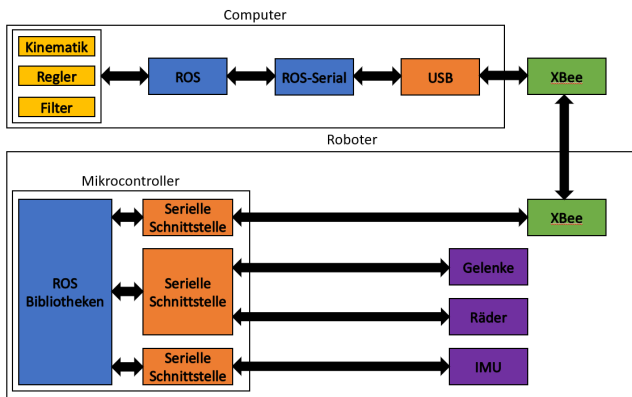 Computer
Kinematik
Regler
Filter
ROS
ROS-Serial
USB
XBee
Roboter
Mikrocontroller
ROS
Bibliotheken
Serielle
Schnittstelle
XBee
Serielle
Schnittstelle
Gelenke
Räder
Serielle
Schnittstelle
IMU